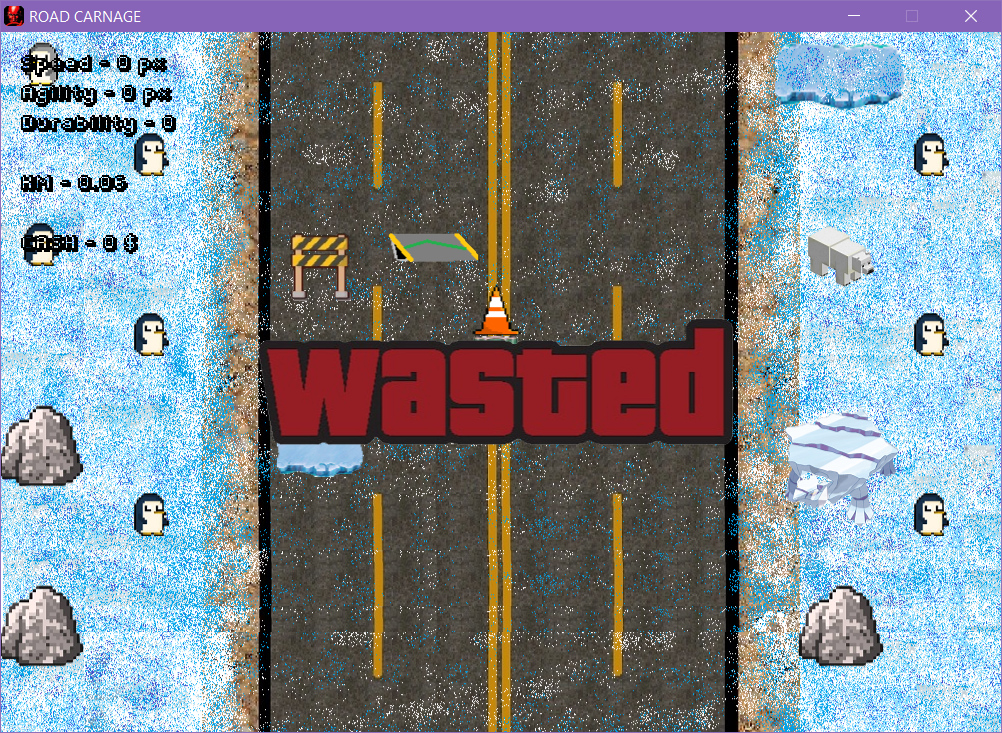 ROAD CARNAGE
Speed - 0 px
Agility - 0 px
Durability - 0
KM - 0.06
CASH - 0 $
wasted